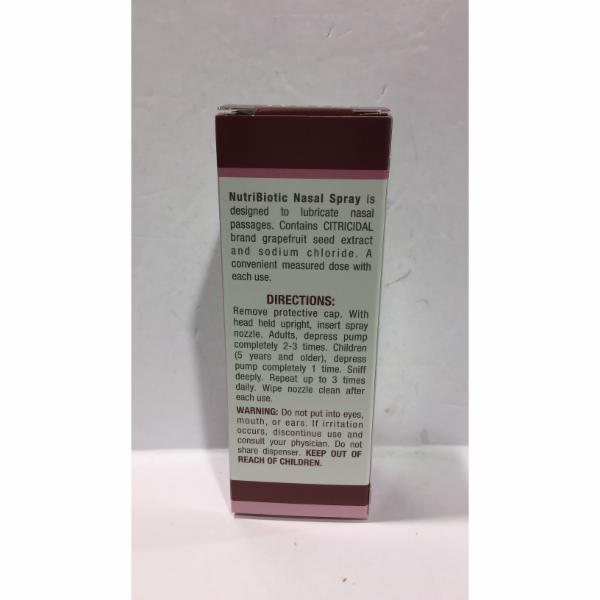 NutriBiotic Nasal Spray is
designed to lubricate nasal
passages. Contains CITRICIDAL
brand grapefruit seed extract
and sodium chloride. A
convenient measured dose with
each use.
DIRECTIONS:
Remove protective cap. With
head held upright, insert spray
nozzle. Adults, depress pump
completely 2-3 times. Children
(5 years and older), depress
pump completely 1 time. Sniff
deeply. Repeat up to 3 times
daily. Wipe nozzle clean after
each use.
WARNING: Do not put into eyes,
mouth, or ears. If irritation
occurs, discontinue use and
consult your physician. Do not
share dispenser. KEEP OUT OF
REACH OF CHILDREN.